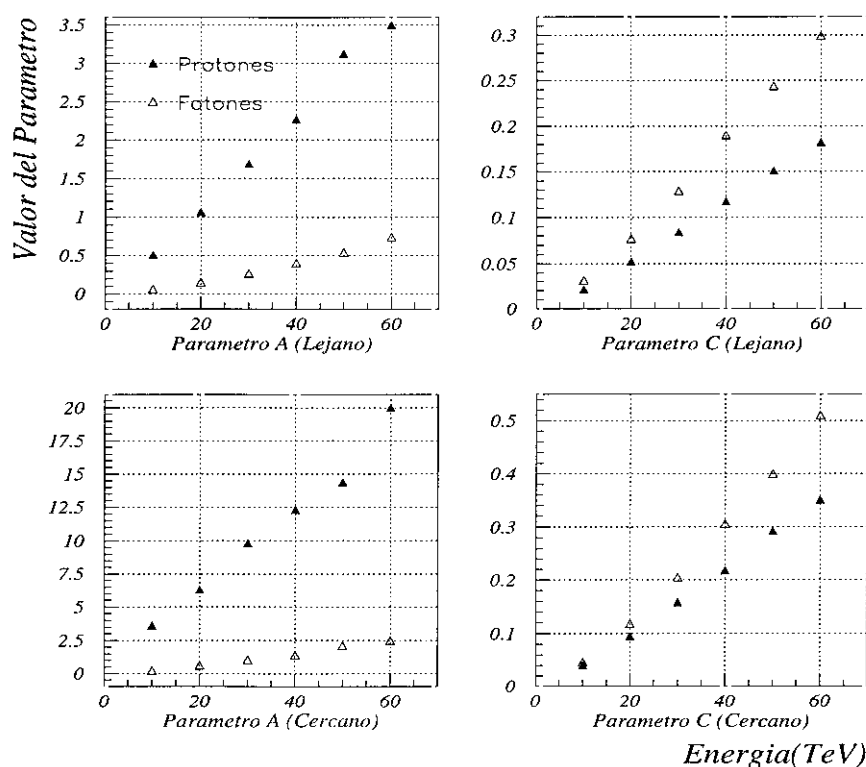 Valor del Parametro
3.5
3
2.5
2
1.5
1
0.5
0
▲ Protones
△ Fotones
0 20 40 60
Parametro A (Lejano)
0.3
0.25
0.2
0.15
0.1
0.05
0
0 20 40 60
Parametro C (Lejano)
20
17.5
15
12.5
10
7.5
5
2.5
0
0 20 40 60
Parametro A (Cercano)
0.5
0.4
0.3
0.2
0.1
0
0 20 40 60
Parametro C (Cercano)
Energia(TeV)